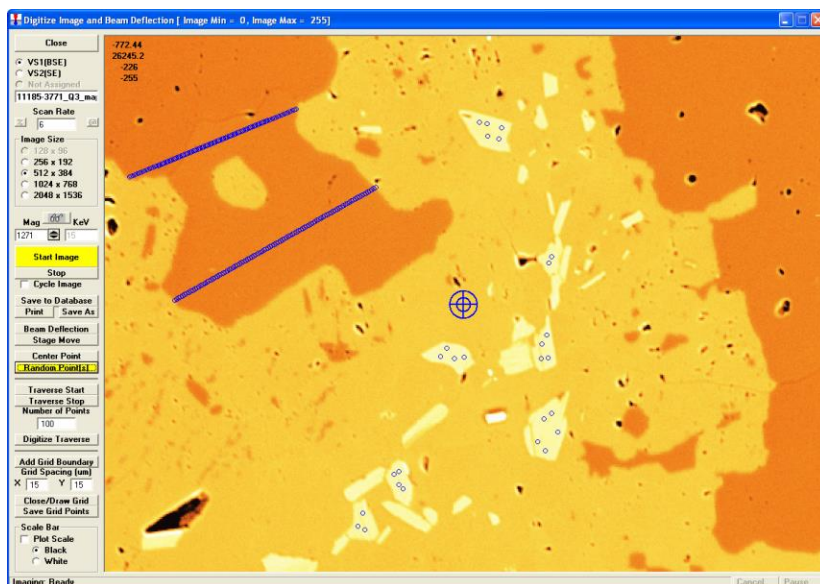 Digitize Image and Beam Deflection [ Image Min = 0, Image Max = 255]
Close
VS1(BSE)
VS2(SE)
Not Assigned
11185-3771_Q3_ma
Scan Rate
6
Image Size
128 x 96
256 x 192
512 x 384
1024 x 768
2048 x 1536
Mag KeV
1271 15
Start Image
Stop
Cycle Image
Save to Database
Print Save As
Beam Deflection
Stage Move
Center Point
Random Point(s)
Traverse Start
Traverse Stop
Number of Points
100
Digitize Traverse
Add Grid Boundary
Grid Spacing (um)
X 15 Y 15
Close/Draw Grid
Save Grid Points
Scale Bar
Plot Scale
Black
White
-772.44
26245.2
-226
-255
Imaging: Ready
Cancel Pause